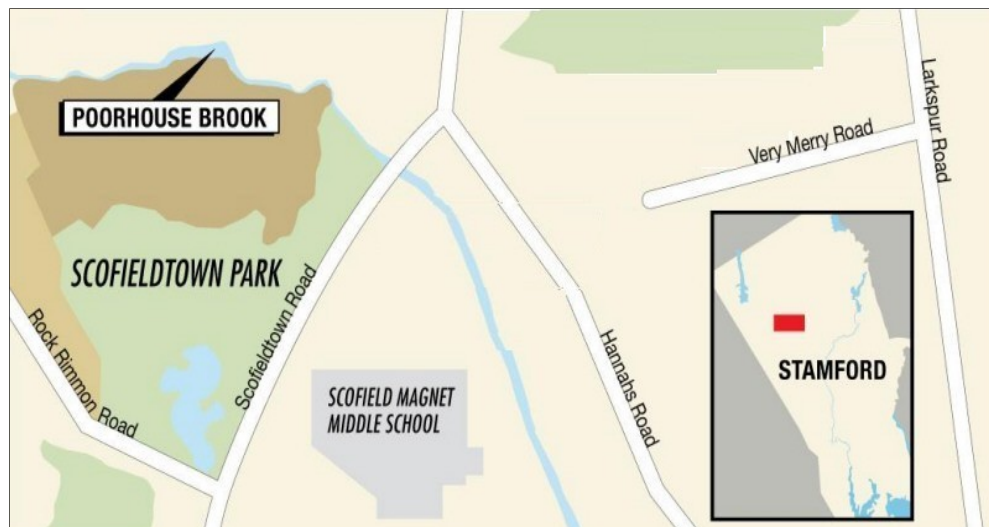 POORHOUSE BROOK
Very Merry Road
Larkspur Road
SCOFIELDTOWN PARK
Scofieldtown Road
Rock Rimmon Road
Hannahs Road
SCOFIELD MAGNET
MIDDLE SCHOOL
STAMFORD